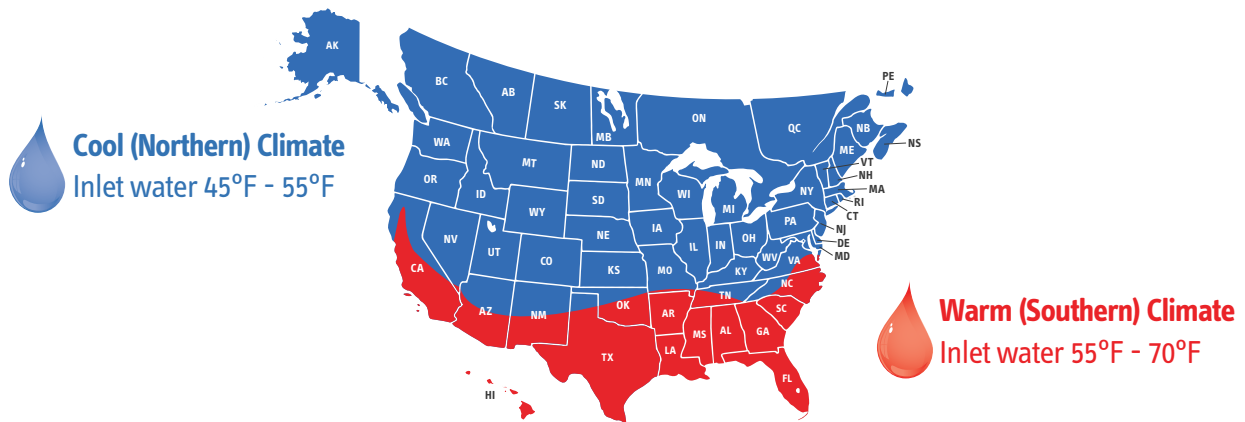 AK
BC
AB
SK
MB
ON
QC
PE
NB
NS
ME
VT
NH
MA
RI
CT
NJ
DE
MD
Cool (Northern) Climate
Inlet water 45°F - 55°F
WA
MT
ND
MN
WI
MI
NY
OR
ID
WY
SD
IA
PA
NV
UT
CO
NE
IL
IN
OH
WV
VA
KS
MO
KY
CA
AZ
NM
OK
AR
TN
NC
SC
TX
LA
MS
AL
GA
FL
HI
Warm (Southern) Climate
Inlet water 55°F - 70°F